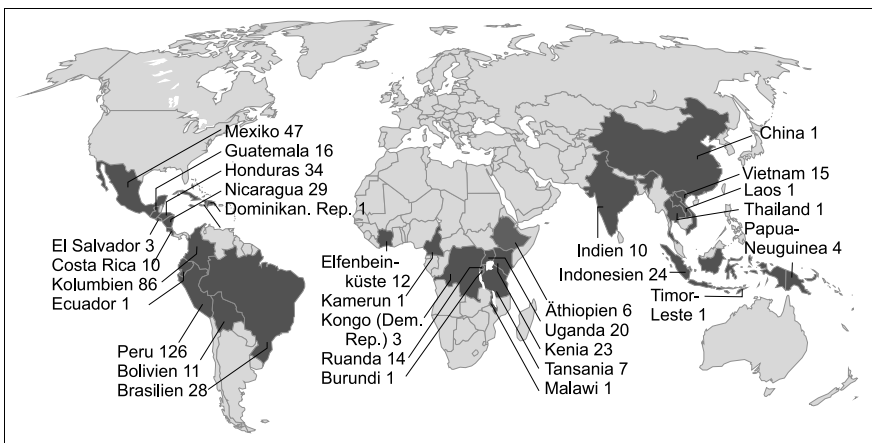 Mexiko 47
Guatemala 16
Honduras 34
Nicaragua 29
Dominikan. Rep. 1
El Salvador 3
Costa Rica 10
Kolumbien 86
Ecuador 1
Peru 126
Bolivien 11
Brasilien 28
Elfenbein-
küste 12
Kamerun 1
Kongo (Dem.
Rep.) 3
Ruanda 14
Burundi 1
Äthiopien 6
Uganda 20
Kenia 23
Tansania 7
Malawi 1
China 1
Vietnam 15
Laos 1
Thailand 1
Papua-
Neuguinea 4
Indien 10
Indonesien 24
Timor-
Leste 1